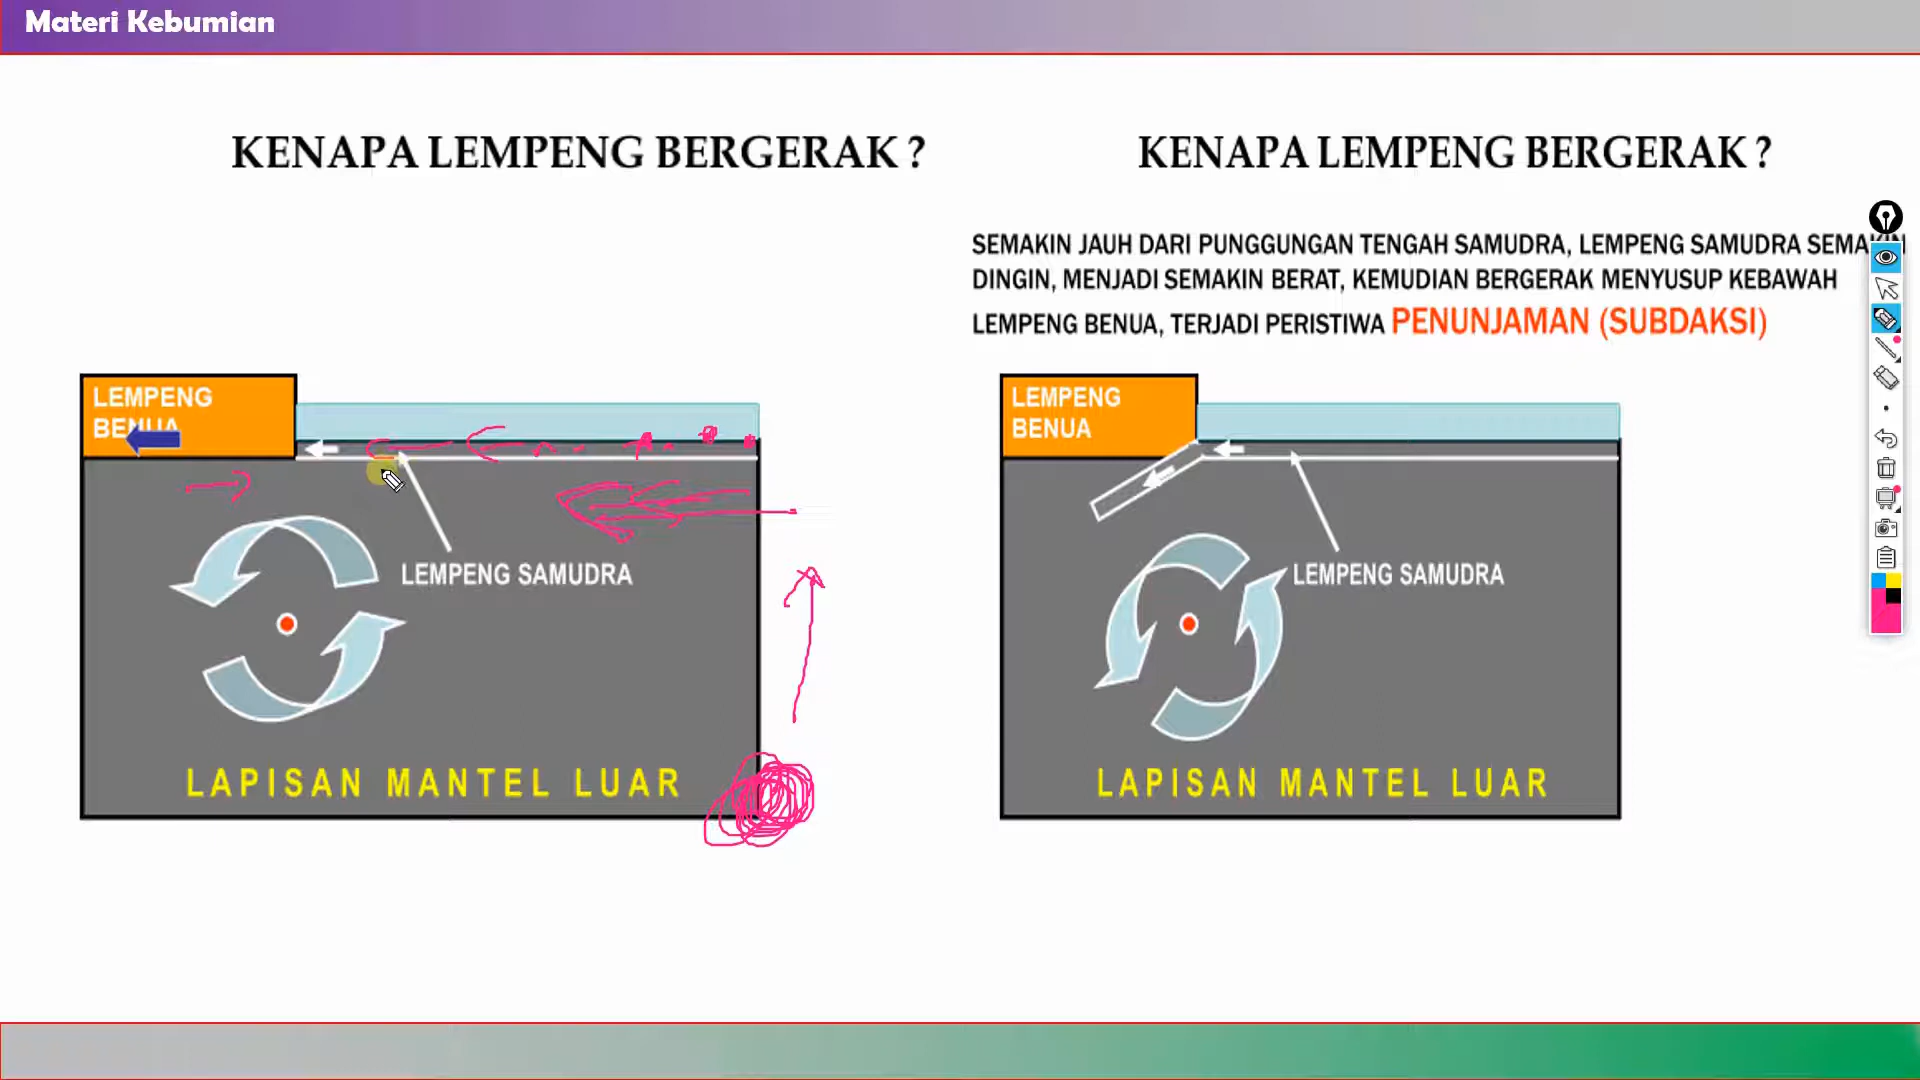 Materi Kebumian
KENAPA LEMPENG BERGERAK ?
LEMPENG
BENUA
LEMPENG SAMUDRA
LAPISAN MANTEL LUAR
KENAPA LEMPENG BERGERAK ?
SEMAKIN JAUH DARI PUNGGUNGAN TENGAH SAMUDRA, LEMPENG SAMUDRA SEMAKIN
DINGIN, MENJADI SEMAKIN BERAT, KEMUDIAN BERGERAK MENYUSUP KEBAWAH
LEMPENG BENUA, TERJADI PERISTIWA PENUNJAMAN (SUBDAKSI)
LEMPENG
BENUA
LEMPENG SAMUDRA
LAPISAN MANTEL LUAR